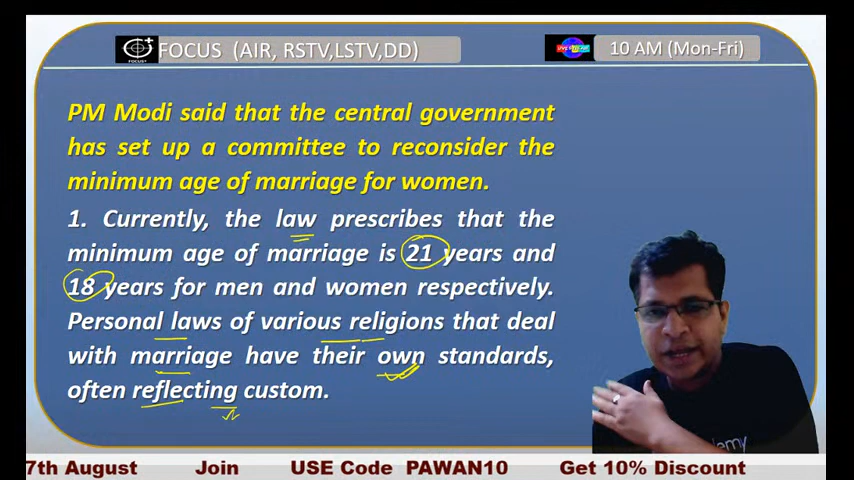 FOCUS (AIR, RSTV,LSTV,DD)
10 AM (Mon-Fri)
PM Modi said that the central government
has set up a committee to reconsider the
minimum age of marriage for women.
1. Currently, the law prescribes that the
minimum age of marriage is 21 years and
18 years for men and women respectively.
Personal laws of various religions that deal
with marriage have their own standards,
often reflecting custom.
demy
7th August Join USE Code PAWAN10 Get 10% Discount